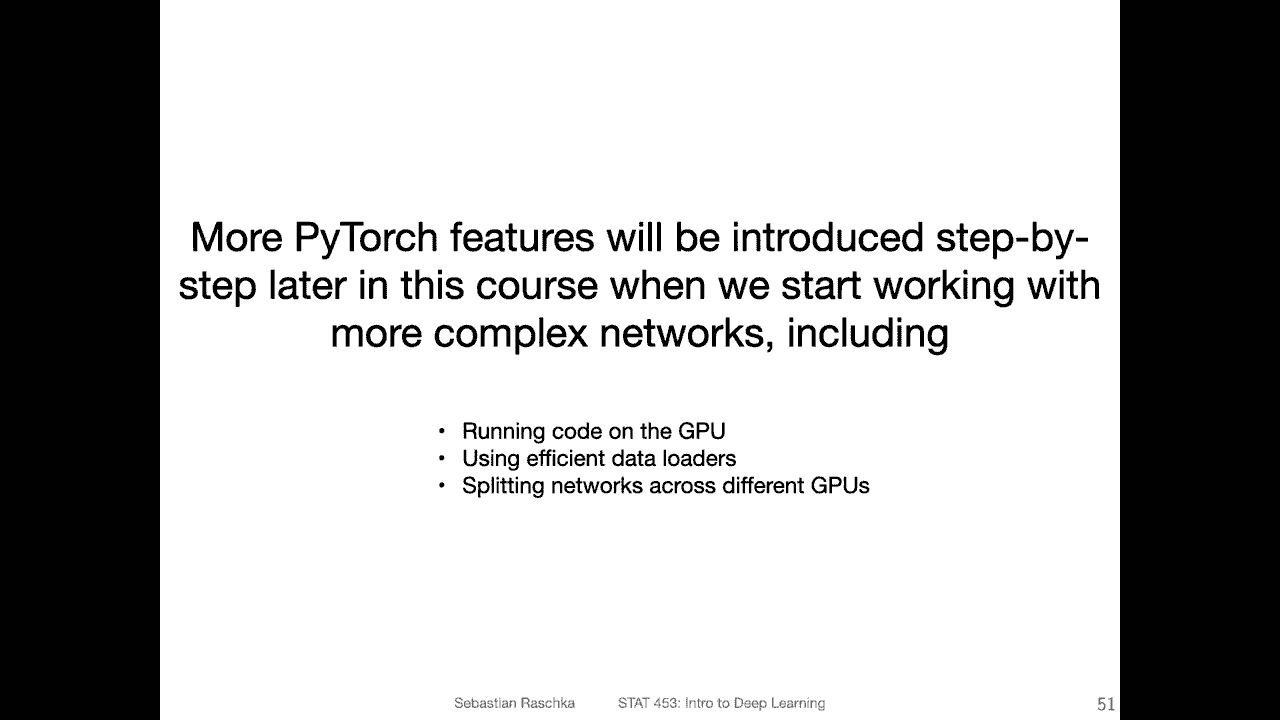 More PyTorch features will be introduced step-by-
step later in this course when we start working with
more complex networks, including
• Running code on the GPU
• Using efficient data loaders
• Splitting networks across different GPUs
Sebastian Raschka STAT 453: Intro to Deep Learning 51